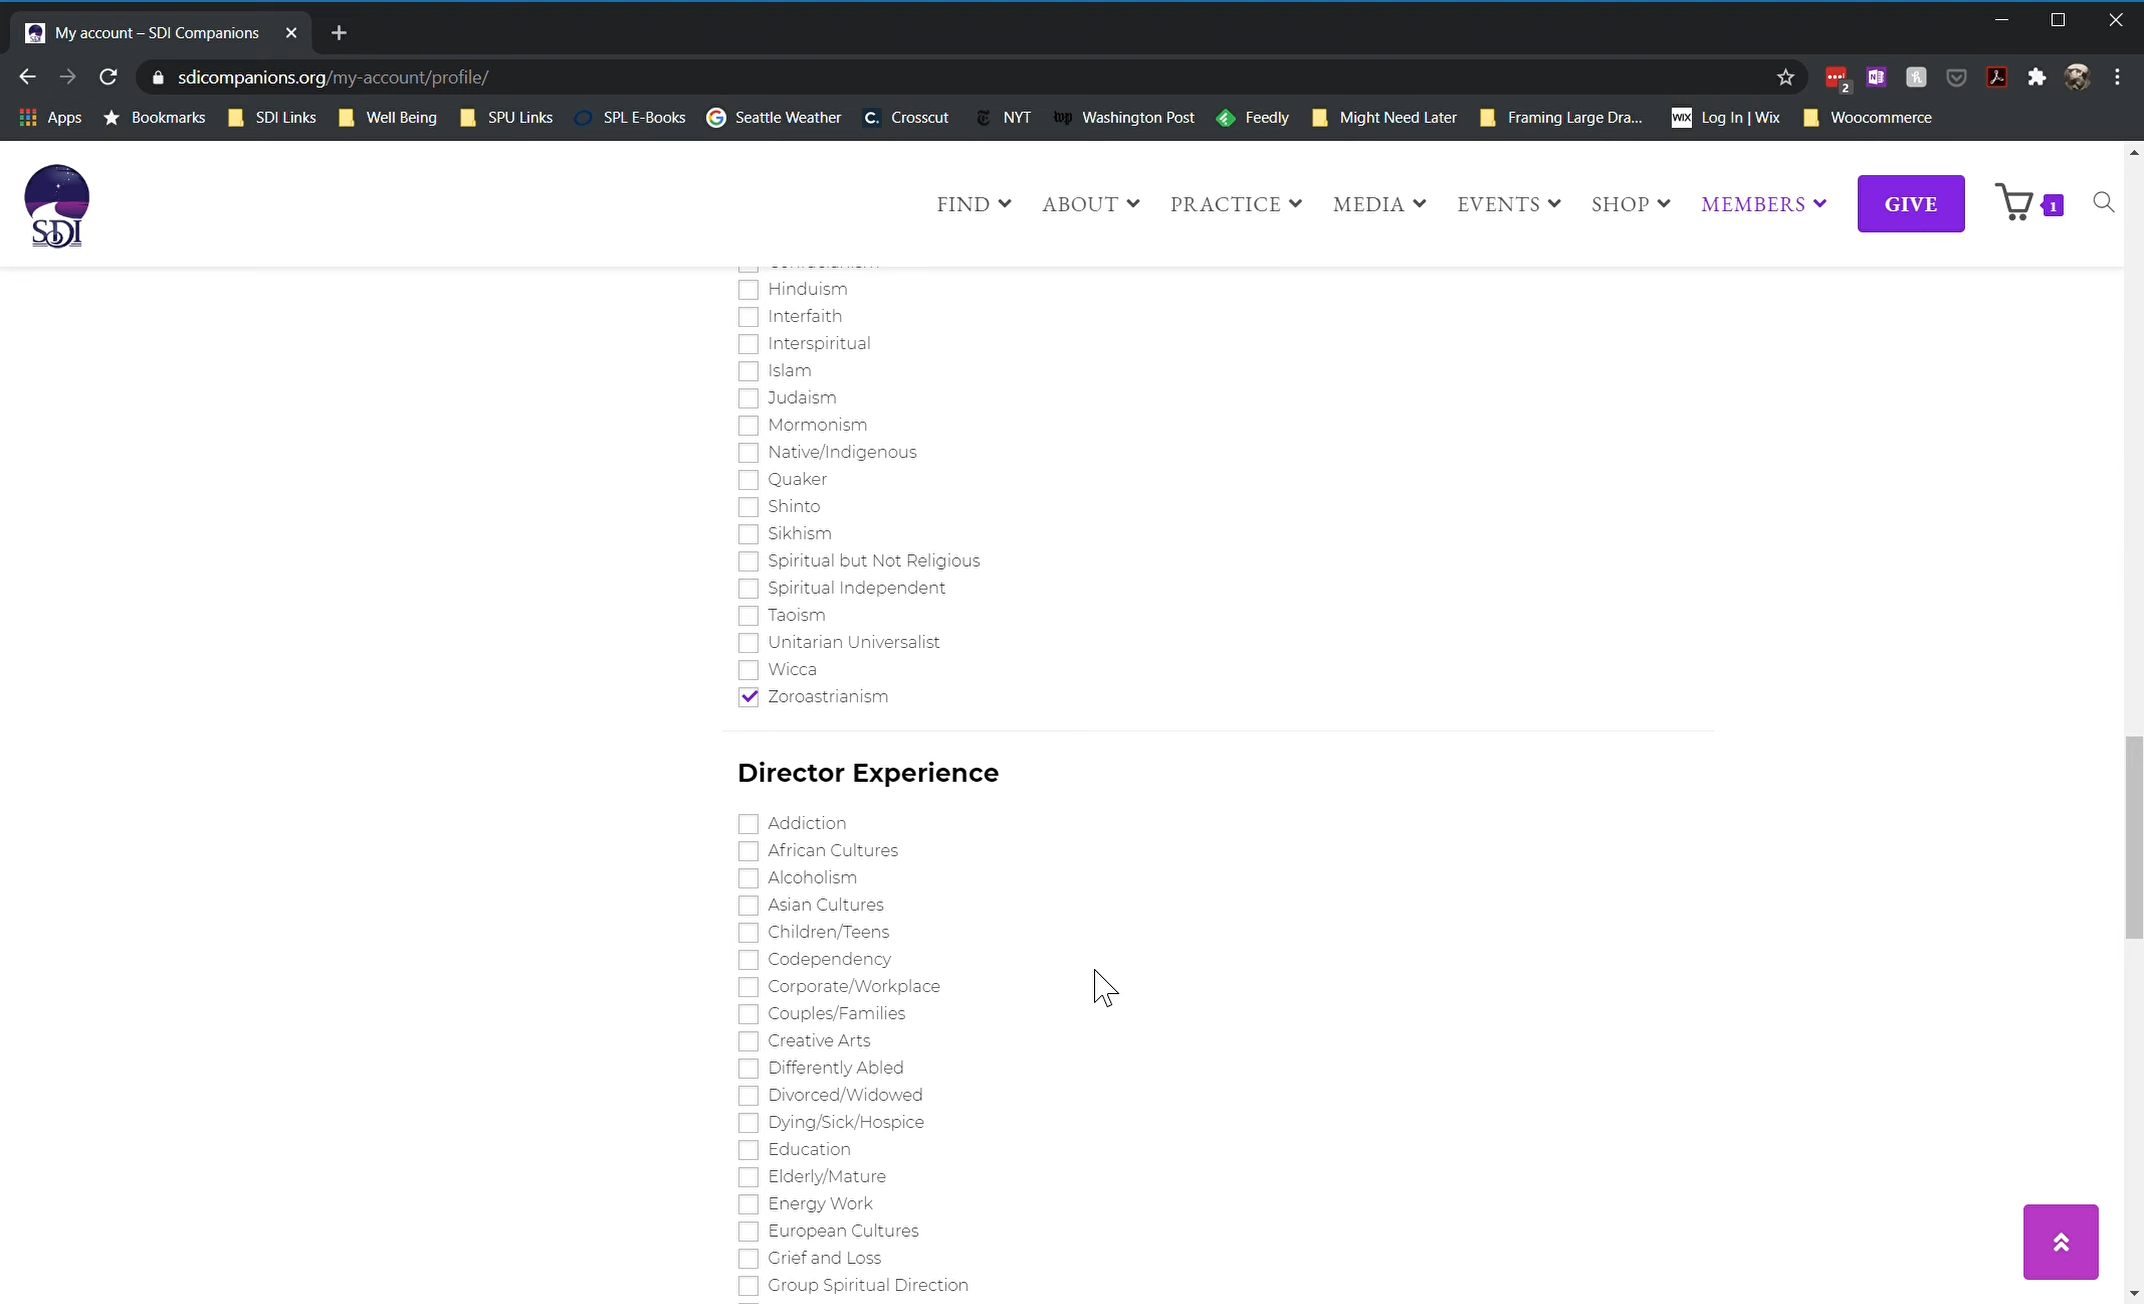 My account – SDI Companions
sdicompanions.org/my-account/profile/
2
Apps Bookmarks SDI Links Well Being SPU Links SPL E-Books Seattle Weather C. Crosscut NYT wp Washington Post Feedly Might Need Later Framing Large Dra... WIX Log In | Wix Woocommerce
SDI
FIND ABOUT PRACTICE MEDIA EVENTS SHOP MEMBERS GIVE 1
Hinduism
Interfaith
Interspiritual
Islam
Judaism
Mormonism
Native/Indigenous
Quaker
Shinto
Sikhism
Spiritual but Not Religious
Spiritual Independent
Taoism
Unitarian Universalist
Wicca
Zoroastrianism
Director Experience
Addiction
African Cultures
Alcoholism
Asian Cultures
Children/Teens
Codependency
Corporate/Workplace
Couples/Families
Creative Arts
Differently Abled
Divorced/Widowed
Dying/Sick/Hospice
Education
Elderly/Mature
Energy Work
European Cultures
Grief and Loss
Group Spiritual Direction